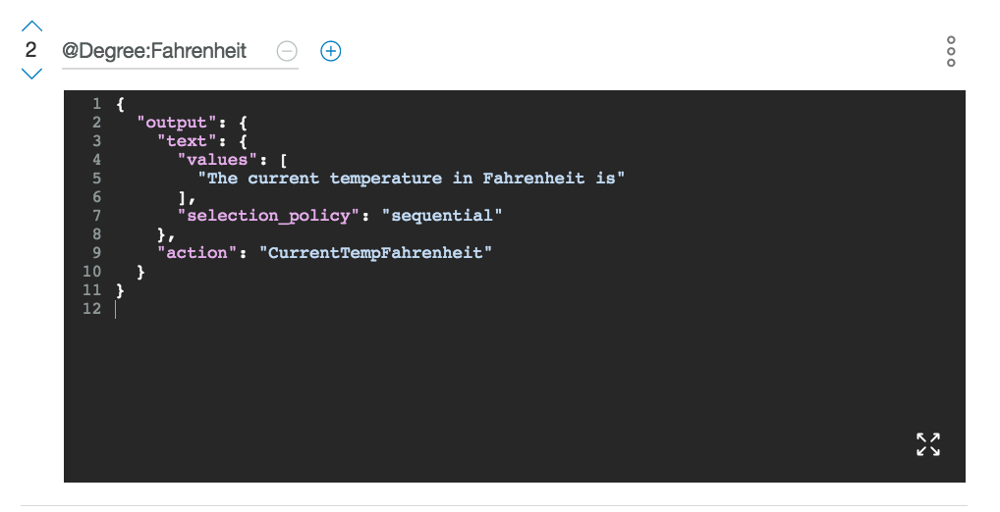 2 @Degree:Fahrenheit
1 {
2   "output": {
3     "text": {
4       "values": [
5         "The current temperature in Fahrenheit is"
6       ],
7       "selection_policy": "sequential"
8     },
9     "action": "CurrentTempFahrenheit"
10   }
11 }
12